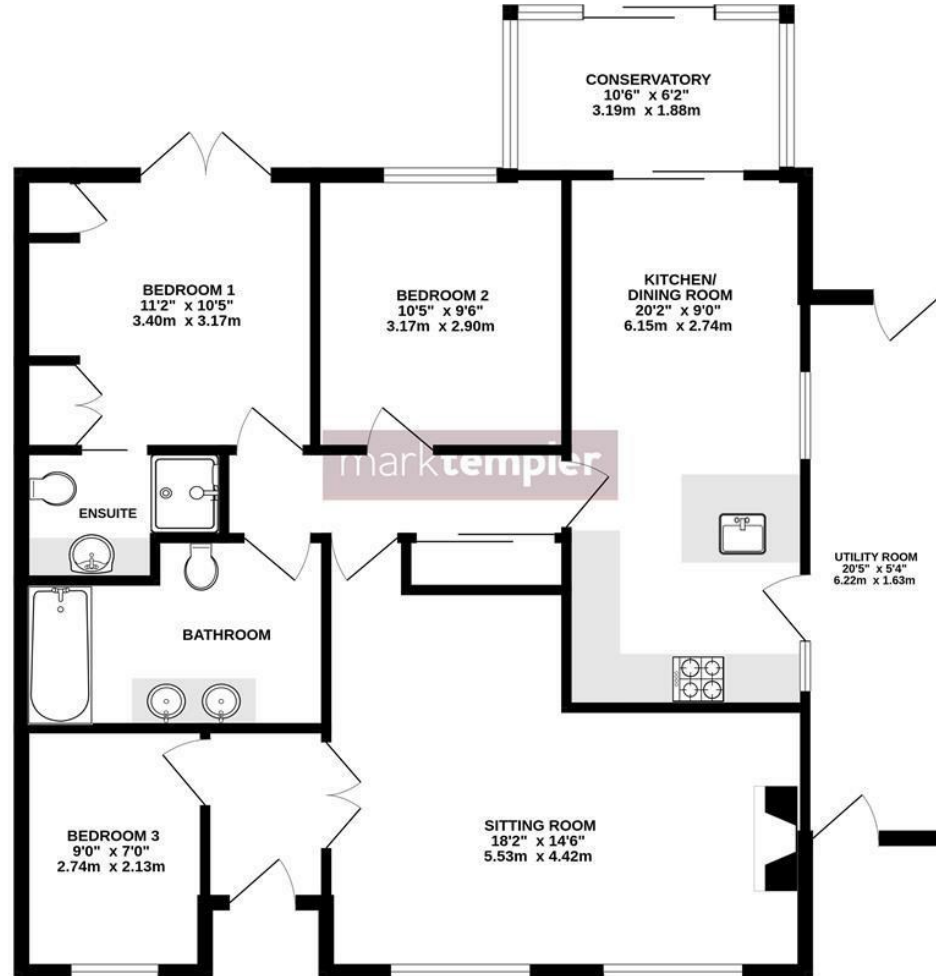 CONSERVATORY
10'6" x 6'2"
3.19m x 1.88m
BEDROOM 1
11'2" x 10'5"
3.40m x 3.17m
BEDROOM 2
10'5" x 9'6"
3.17m x 2.90m
KITCHEN/
DINING ROOM
20'2" x 9'0"
6.15m x 2.74m
marktempler
ENSUITE
UTILITY ROOM
20'5" x 5'4"
6.22m x 1.63m
BATHROOM
BEDROOM 3
9'0" x 7'0"
2.74m x 2.13m
SITTING ROOM
18'2" x 14'6"
5.53m x 4.42m